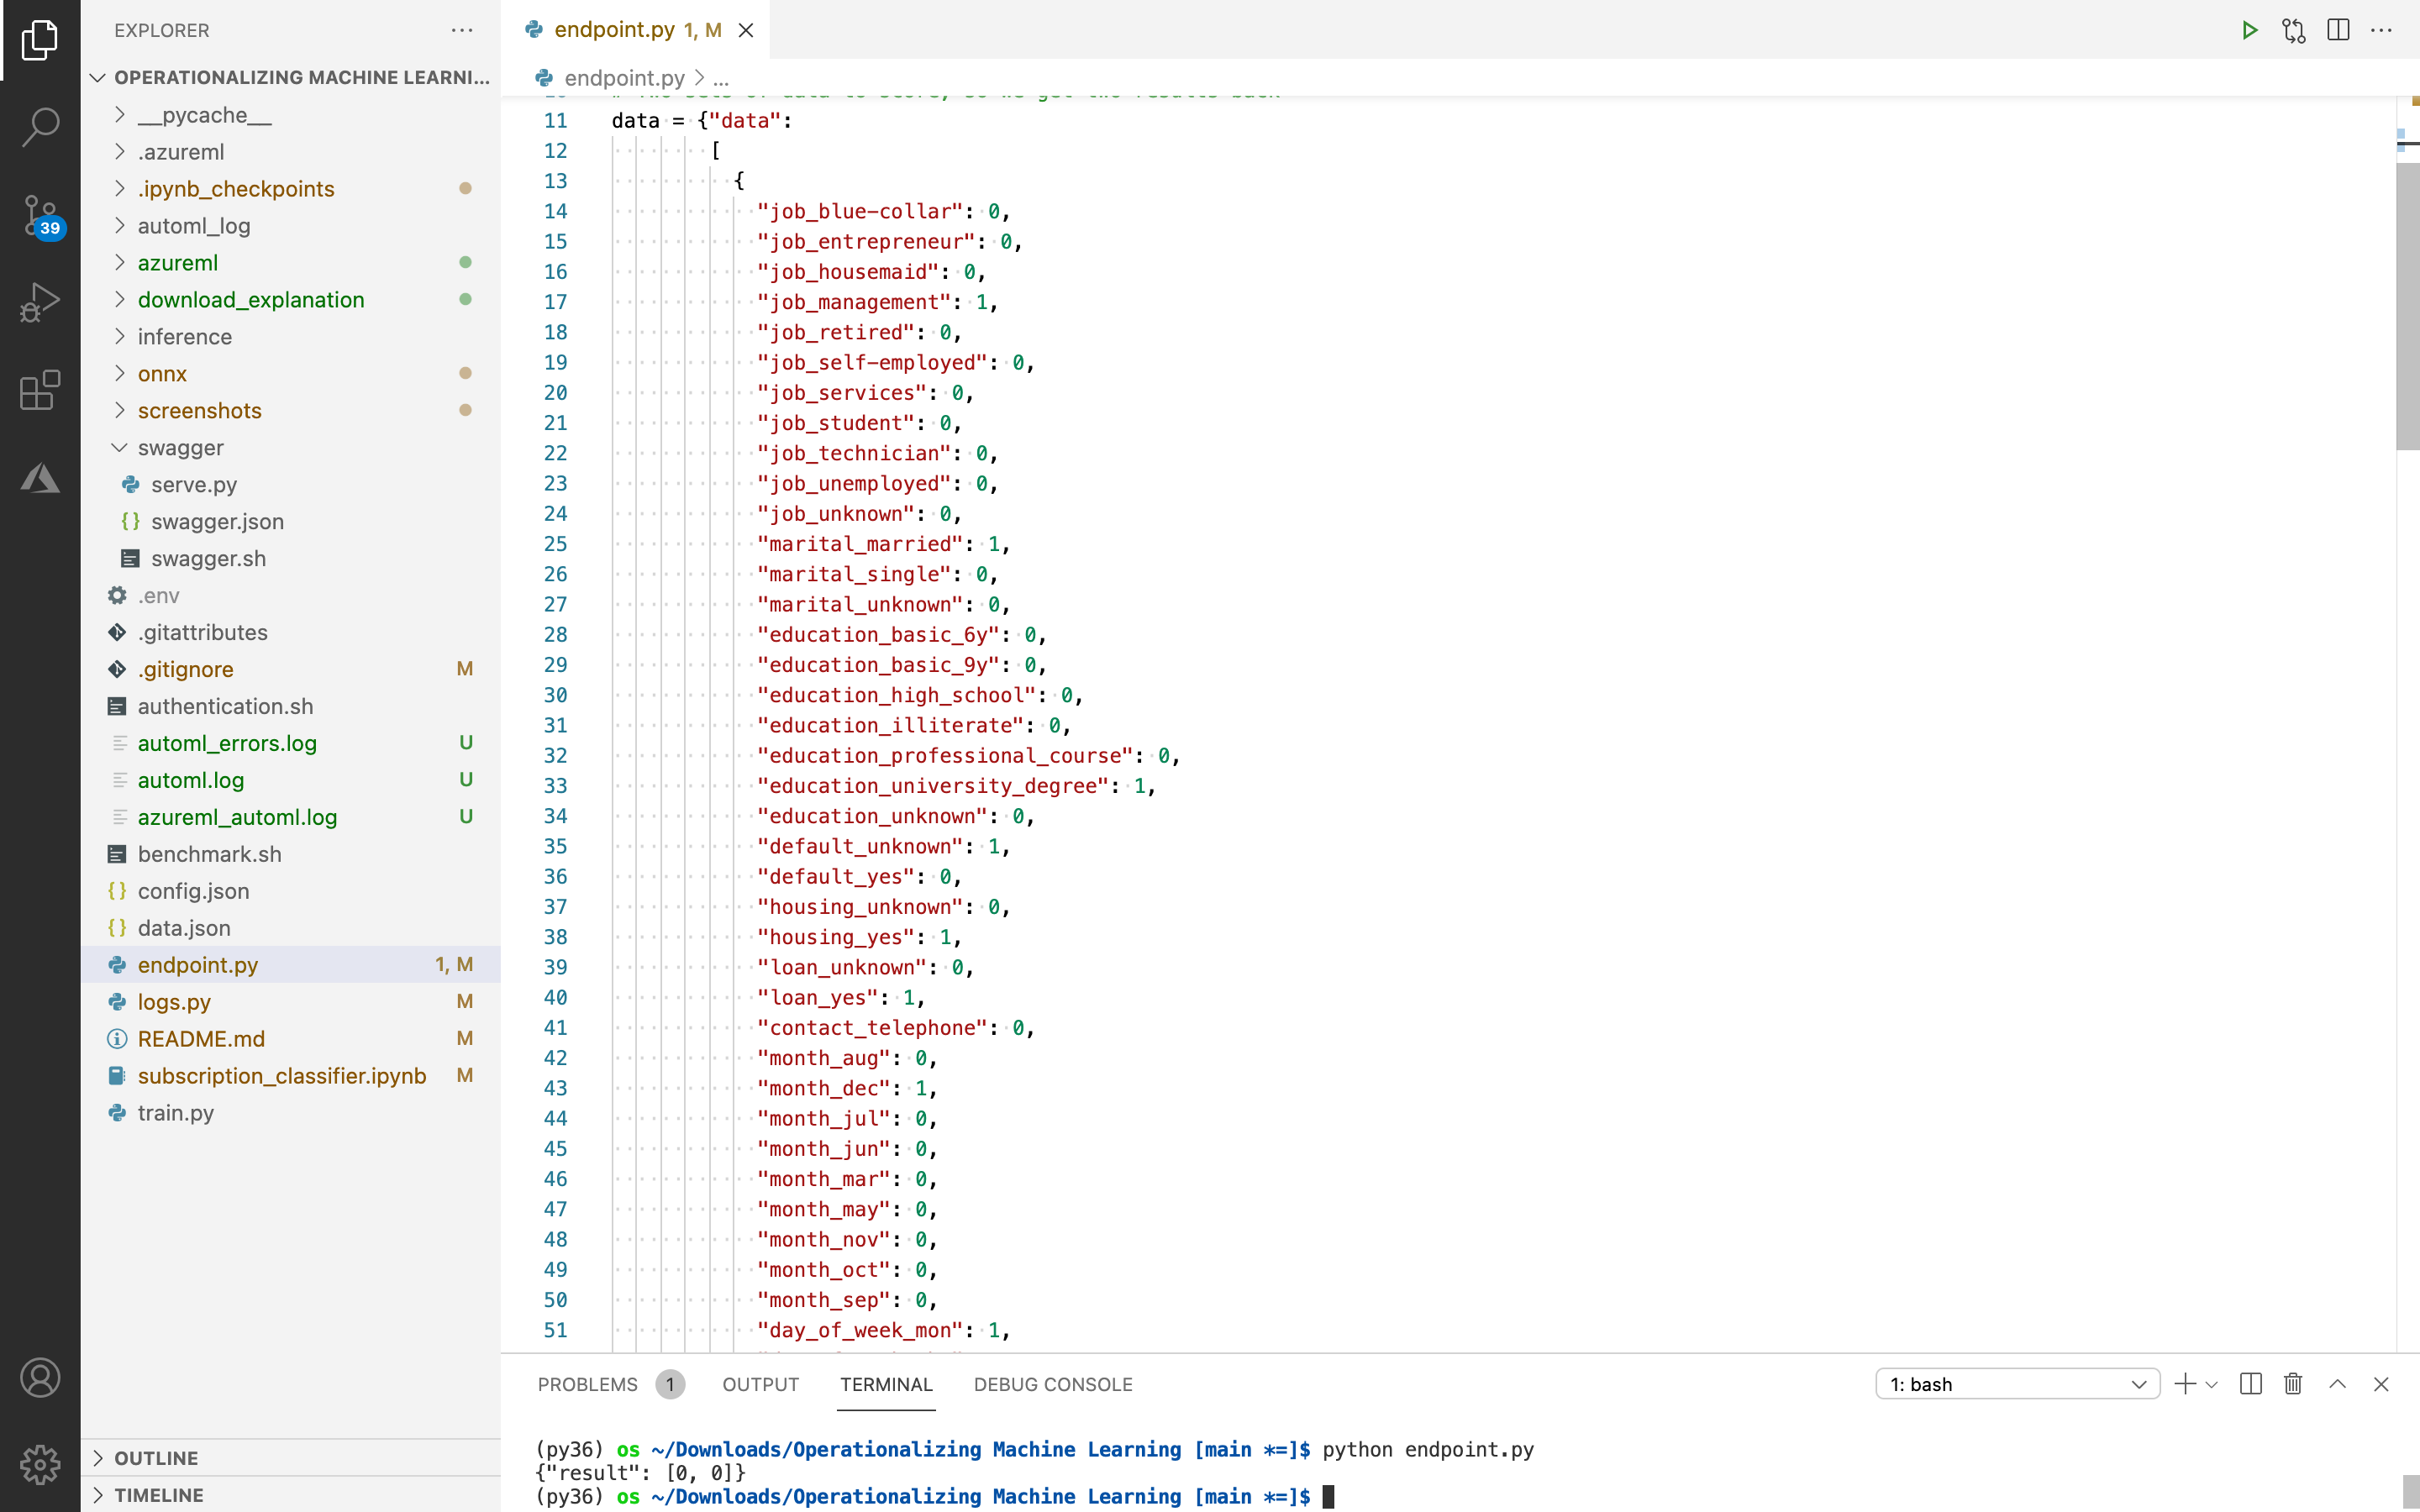 EXPLORER
OPERATIONALIZING MACHINE LEARNI...
__pycache__
.azureml
.ipynb_checkpoints
automl_log
azureml
download_explanation
inference
onnx
screenshots
swagger
serve.py
swagger.json
swagger.sh
.env
.gitattributes
.gitignore M
authentication.sh
automl_errors.log U
automl.log U
azureml_automl.log U
benchmark.sh
config.json
data.json
endpoint.py 1, M
logs.py M
README.md M
subscription_classifier.ipynb M
train.py
OUTLINE
TIMELINE
39
endpoint.py 1, M
endpoint.py > ...
11 data = {"data":
12 [
13 {
14 "job_blue-collar": 0,
15 "job_entrepreneur": 0,
16 "job_housemaid": 0,
17 "job_management": 1,
18 "job_retired": 0,
19 "job_self-employed": 0,
20 "job_services": 0,
21 "job_student": 0,
22 "job_technician": 0,
23 "job_unemployed": 0,
24 "job_unknown": 0,
25 "marital_married": 1,
26 "marital_single": 0,
27 "marital_unknown": 0,
28 "education_basic_6y": 0,
29 "education_basic_9y": 0,
30 "education_high_school": 0,
31 "education_illiterate": 0,
32 "education_professional_course": 0,
33 "education_university_degree": 1,
34 "education_unknown": 0,
35 "default_unknown": 1,
36 "default_yes": 0,
37 "housing_unknown": 0,
38 "housing_yes": 1,
39 "loan_unknown": 0,
40 "loan_yes": 1,
41 "contact_telephone": 0,
42 "month_aug": 0,
43 "month_dec": 1,
44 "month_jul": 0,
45 "month_jun": 0,
46 "month_mar": 0,
47 "month_may": 0,
48 "month_nov": 0,
49 "month_oct": 0,
50 "month_sep": 0,
51 "day_of_week_mon": 1,
PROBLEMS 1 OUTPUT TERMINAL DEBUG CONSOLE 1: bash
(py36) os ~/Downloads/Operationalizing Machine Learning [main *=]$ python endpoint.py
{"result": [0, 0]}
(py36) os ~/Downloads/Operationalizing Machine Learning [main *=]$